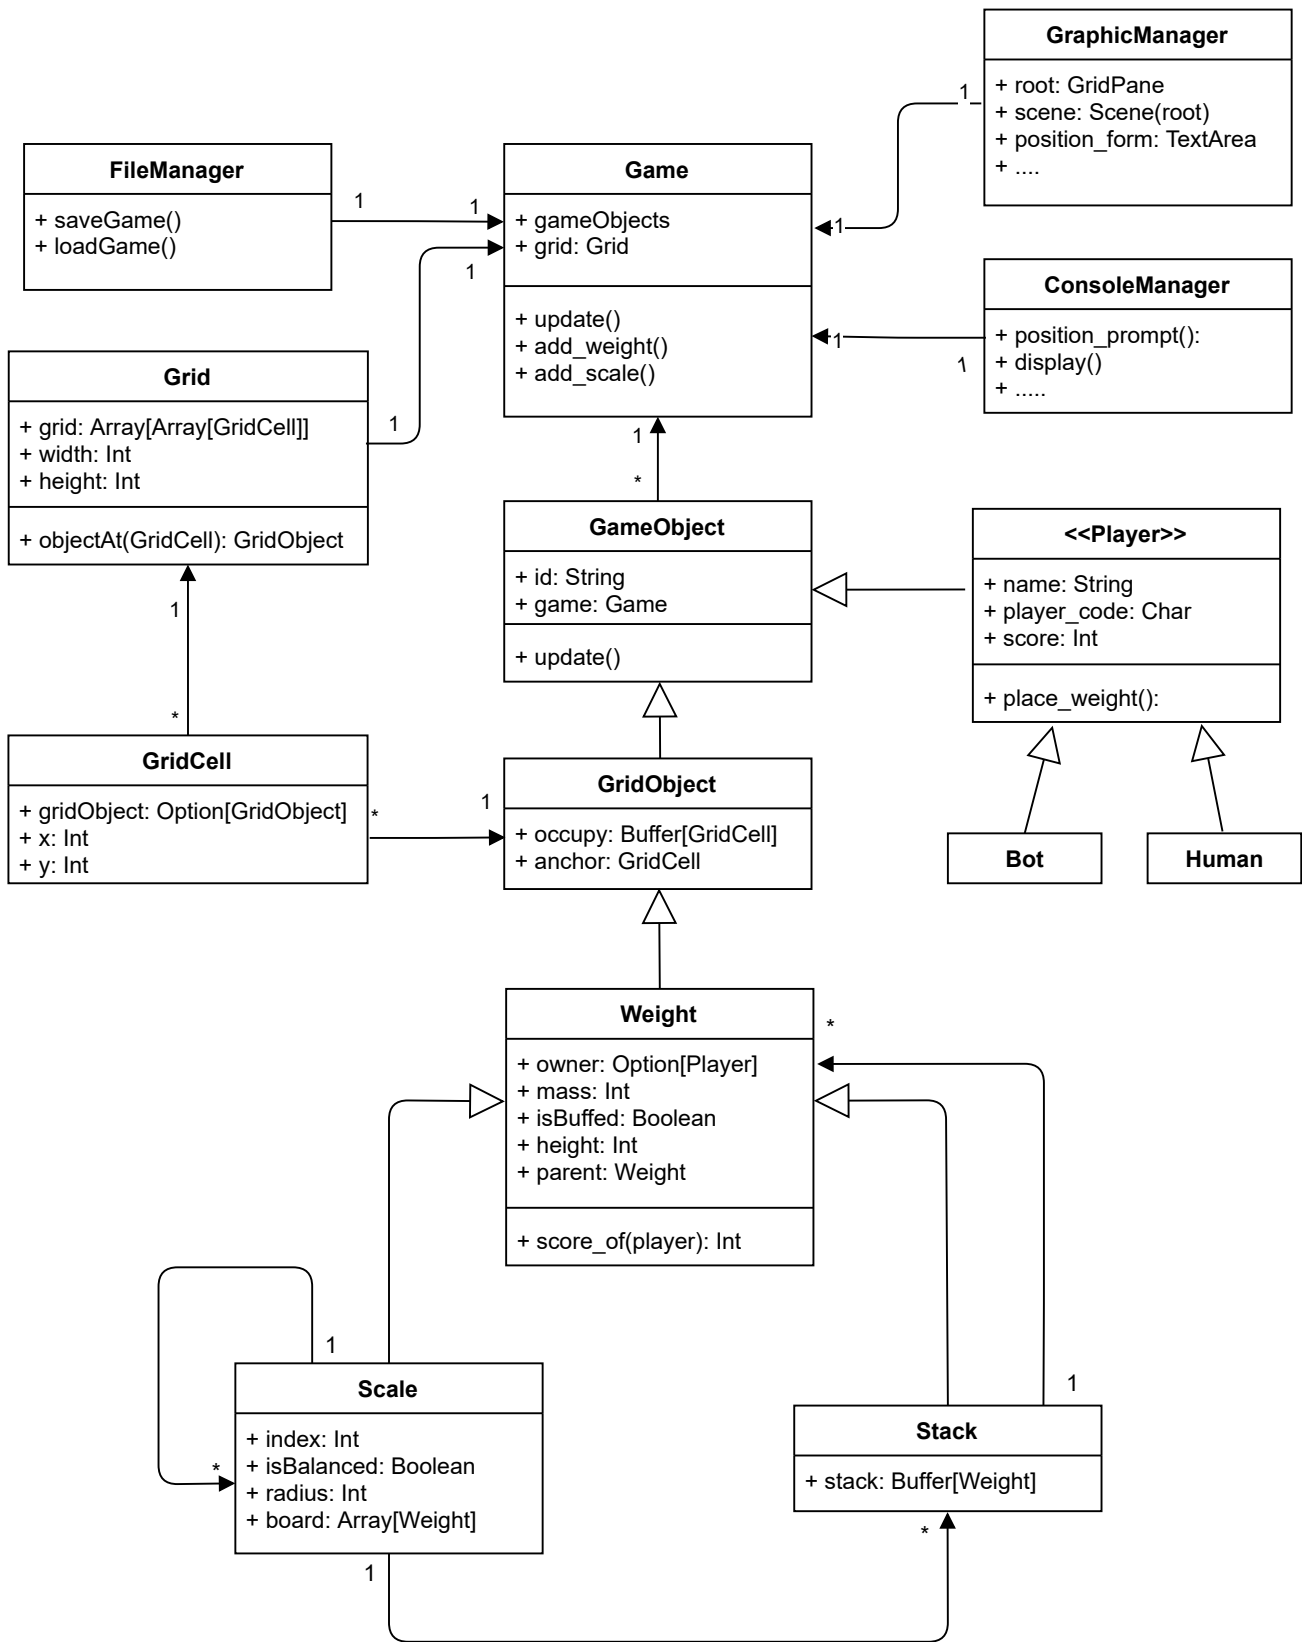 GraphicManager
+ root: GridPane
+ scene: Scene(root)
+ position_form: TextArea
+ ....
1
1
FileManager
+ saveGame()
+ loadGame()
1
1
1
Game
+ gameObjects
+ grid: Grid
+ update()
+ add_weight()
+ add_scale()
ConsoleManager
+ position_prompt():
+ display()
+ .....
1
1
Grid
+ grid: Array[Array[GridCell]]
+ width: Int
+ height: Int
+ objectAt(GridCell): GridObject
1
1
*
GameObject
+ id: String
+ game: Game
+ update()
<<Player>>
+ name: String
+ player_code: Char
+ score: Int
+ place_weight():
1
*
GridCell
+ gridObject: Option[GridObject]
+ x: Int
+ y: Int
*
1
GridObject
+ occupy: Buffer[GridCell]
+ anchor: GridCell
Bot
Human
Weight
+ owner: Option[Player]
+ mass: Int
+ isBuffed: Boolean
+ height: Int
+ parent: Weight
+ score_of(player): Int
*
1
1
*
Scale
+ index: Int
+ isBalanced: Boolean
+ radius: Int
+ board: Array[Weight]
Stack
+ stack: Buffer[Weight]
1
*